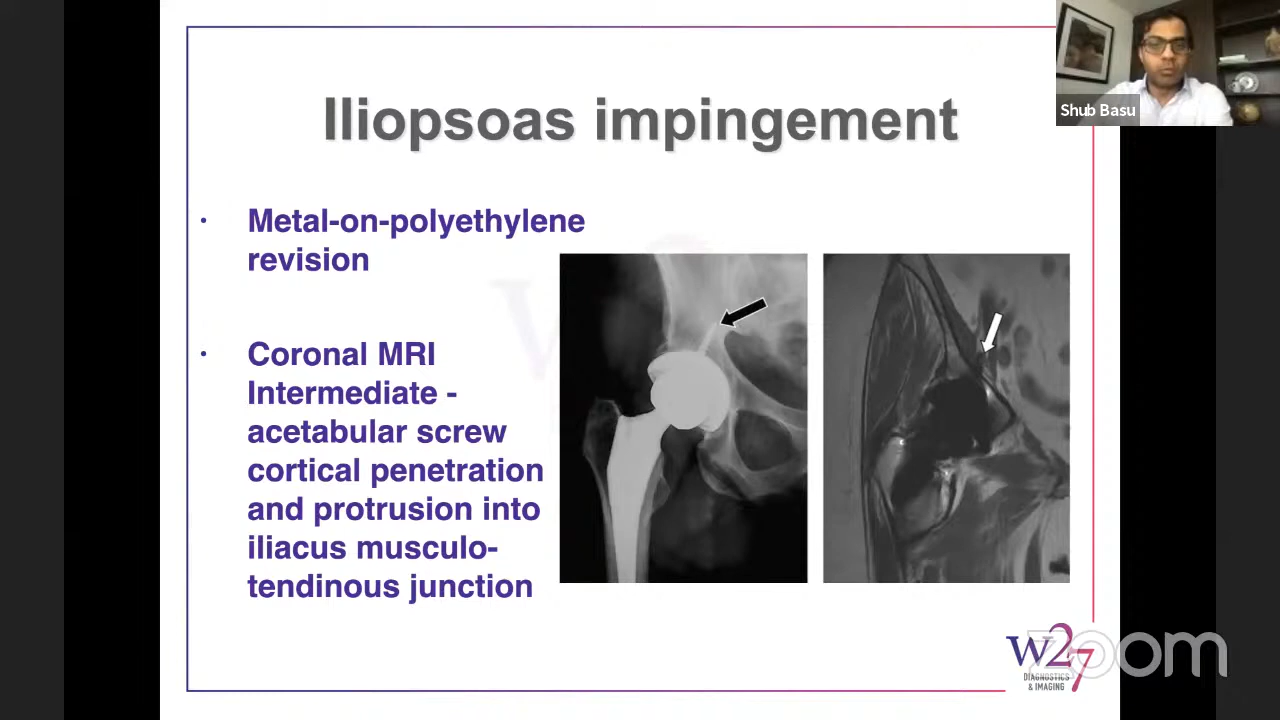 Shub Basu
Iliopsoas impingement
• Metal-on-polyethylene
revision
• Coronal MRI
Intermediate -
acetabular screw
cortical penetration
and protrusion into
iliacus musculo-
tendinous junction
w27
DIAGNOSTICS
& IMAGING
zoom